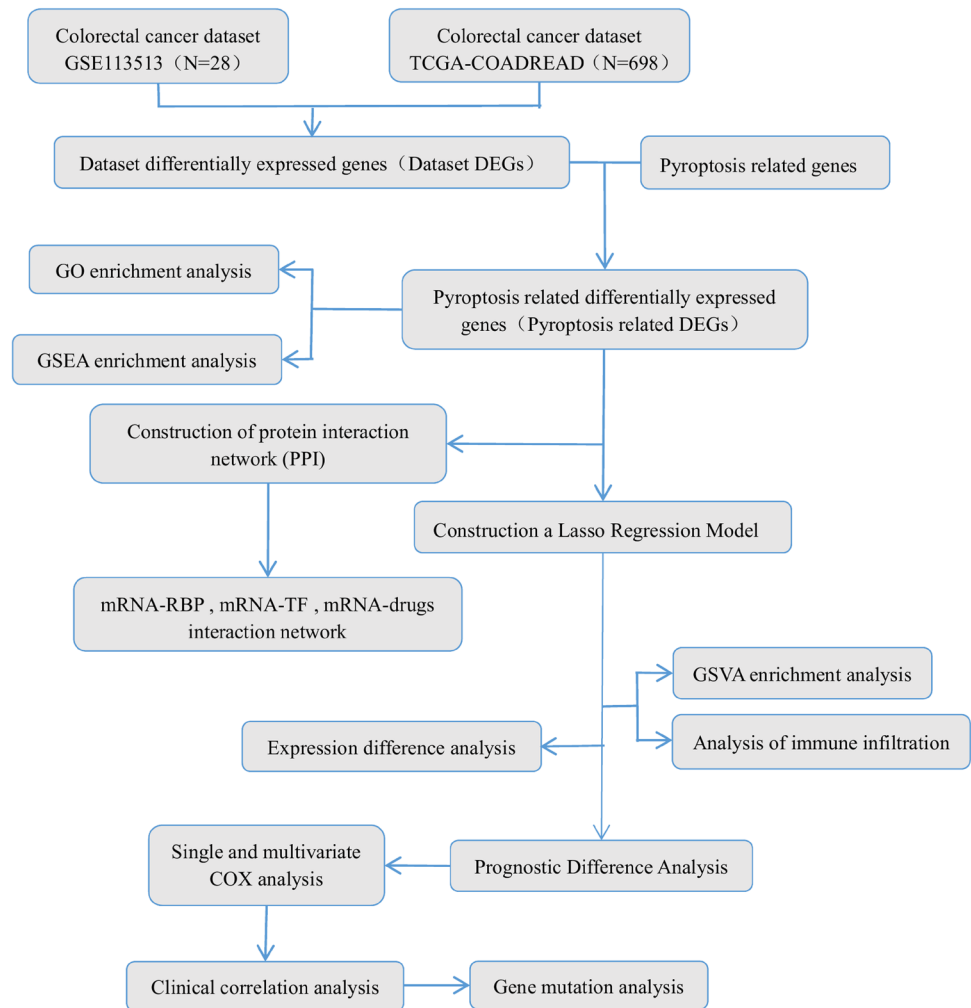 Colorectal cancer dataset
GSE113513（N=28）
Colorectal cancer dataset
TCGA-COADREAD（N=698）
Dataset differentially expressed genes（Dataset DEGs）
Pyroptosis related genes
GO enrichment analysis
Pyroptosis related differentially expressed
genes（Pyroptosis related DEGs）
GSEA enrichment analysis
Construction of protein interaction
network (PPI)
Construction a Lasso Regression Model
mRNA-RBP , mRNA-TF , mRNA-drugs
interaction network
GSVA enrichment analysis
Expression difference analysis
Analysis of immune infiltration
Single and multivariate
COX analysis
Prognostic Difference Analysis
Clinical correlation analysis
Gene mutation analysis